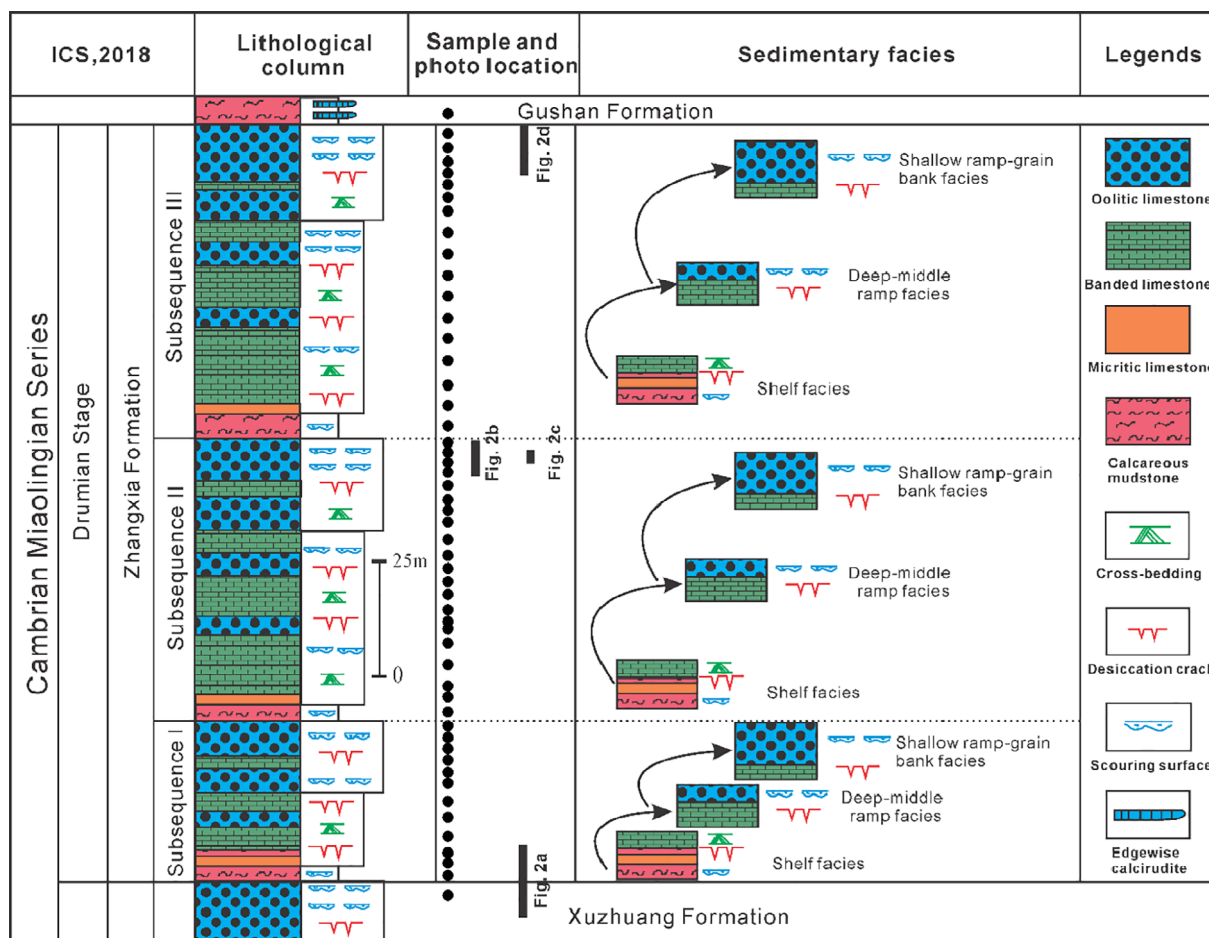 ICS,2018
Lithological
column
Sample and
photo location
Sedimentary facies
Legends
Gushan Formation
Cambrian Miaolingian Series
Drumian Stage
Zhangxia Formation
Subsequence III
Fig. 2d
Shallow ramp-grain
bank facies
Deep-middle
ramp facies
Shelf facies
Subsequence II
25m
0
Fig. 2b
Fig. 2c
Shallow ramp-grain
bank facies
Deep-middle
ramp facies
Shelf facies
Subsequence I
Fig. 2a
Shallow ramp-grain
bank facies
Deep-middle
ramp facies
Shelf facies
Xuzhuang Formation
Oolitic limestone
Banded limestone
Micritic limestone
Calcareous
mudstone
Cross-bedding
Desiccation crack
Scouring surface
Edgewise
calcirudite